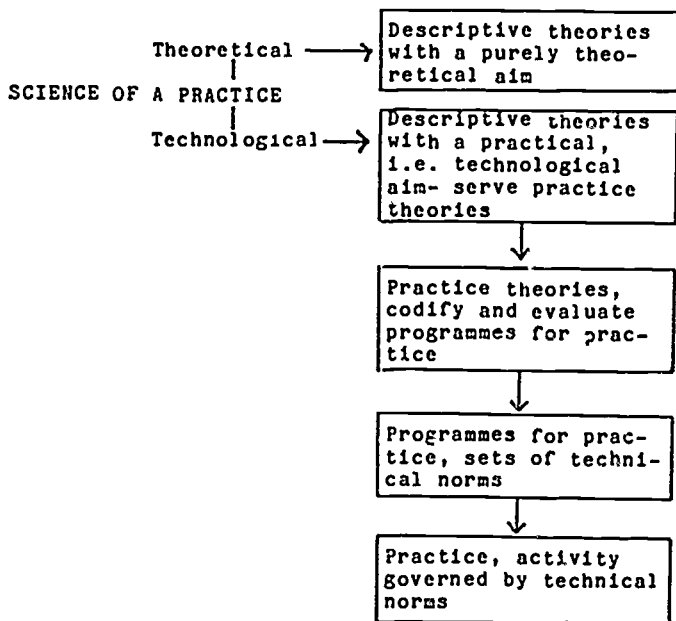 Descriptive theories
Theoretical
with a purely theo-
retical aim
SCIENCE OF A PRACTICE
Technological
Descriptive theories
with a practical,
i.e. technological
aim- serve practice
theories
Practice theories,
codify and evaluate
programmes for prac-
tice
Programmes for prac-
tice, sets of techni-
cal norms
Practice, activity
governed by technical
norms